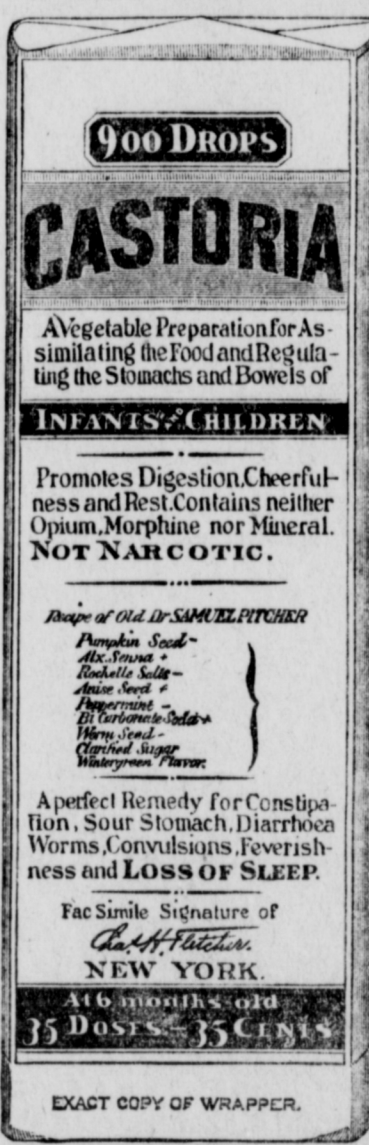 900 DROPS
CASTORIA
AVegetable Preparation for As-
similating the Food and Regula-
ting the Stomachs and Bowels of
INFANTS & CHILDREN
Promotes Digestion,Cheerful-
ness and Rest.Contains neither
Opium,Morphine nor Mineral.
NOT NARCOTIC.
Recipe of Old Dr SAMUEL PITCHER
Pumpkin Seed-
Alx.Senna +
Rochelle Salts-
Anise Seed +
Peppermint -
Bi Carbonate Soda +
Worm Seed-
Clarified Sugar
Wintergreen Flavor.
A perfect Remedy for Constipa-
tion, Sour Stomach,Diarrhoea
Worms,Convulsions,Feverish-
ness and LOSS OF SLEEP.
Fac Simile Signature of
Chas H. Fletcher.
NEW YORK.
At 6 months old
35 DOSES - 35 CENTS
EXACT COPY OF WRAPPER.